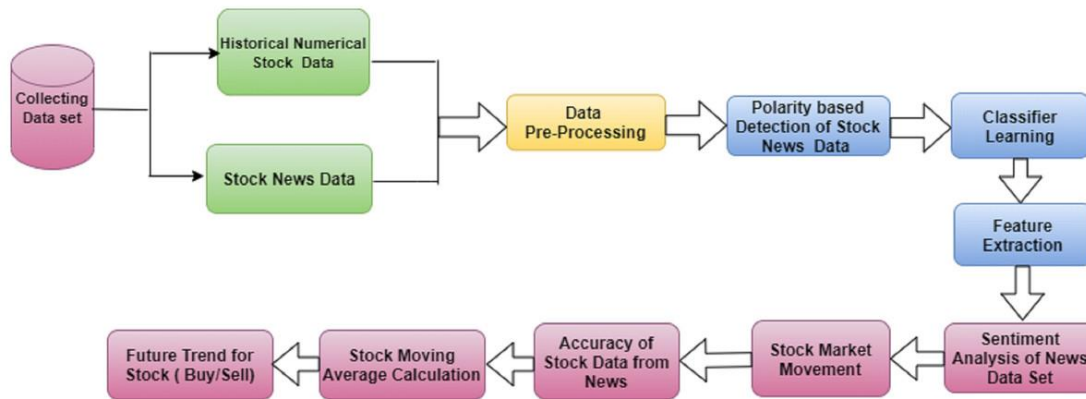 Collecting
Data set
Historical Numerical
Stock Data
Stock News Data
Data
Pre-Processing
Polarity based
Detection of Stock
News Data
Classifier
Learning
Feature
Extraction
Sentiment
Analysis of News
Data Set
Stock Market
Movement
Accuracy of
Stock Data from
News
Stock Moving
Average Calculation
Future Trend for
Stock ( Buy/Sell)